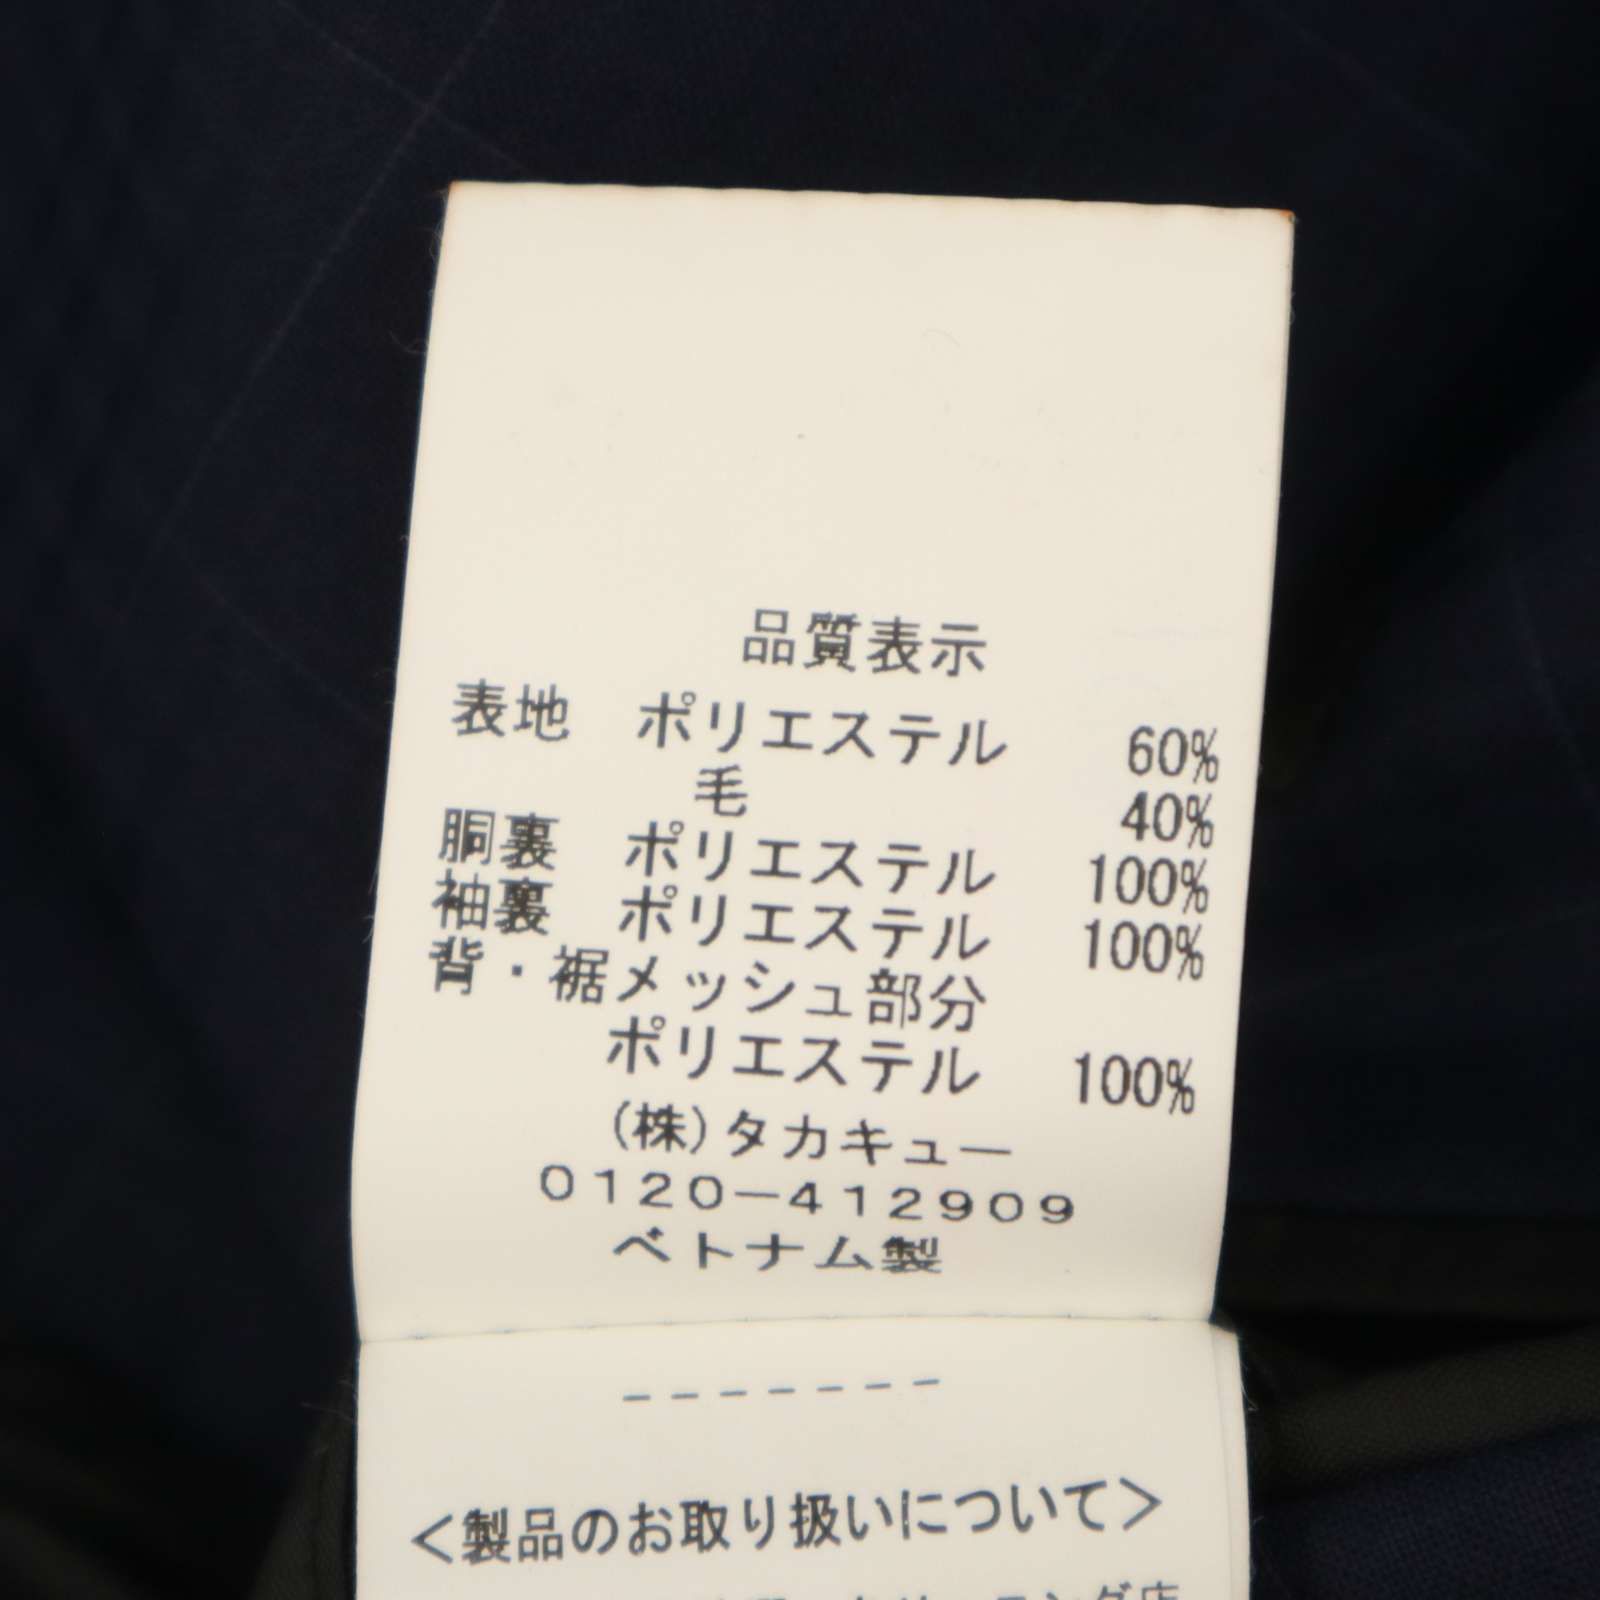 品質表示
表地 ポリエステル 60%
毛 40%
胴裏 ポリエステル 100%
袖裏 ポリエステル 100%
背・裾メッシュ部分
ポリエステル 100%
(株)タカキュー
0120-412909
ベトナム製
-------
<製品のお取り扱いについて>